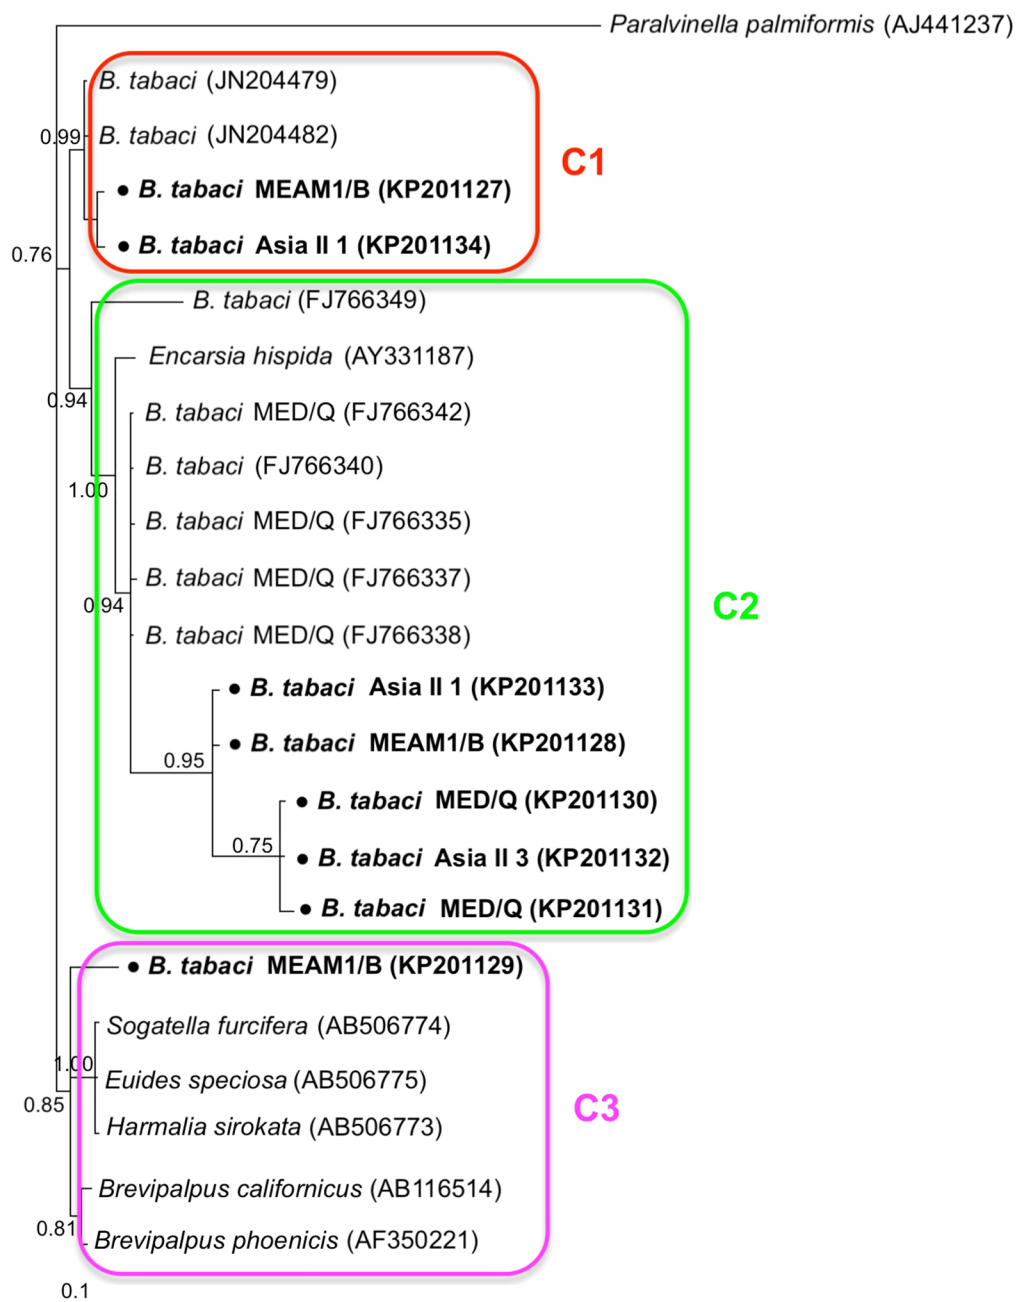 Paralvinella palmiformis (AJ441237)
B. tabaci (JN204479)
0.99 B. tabaci (JN204482)
C1
B. tabaci MEAM1/B (KP201127)
B. tabaci Asia II 1 (KP201134)
0.76
B. tabaci (FJ766349)
Encarsia hispida (AY331187)
0.94
B. tabaci MED/Q (FJ766342)
B. tabaci (FJ766340)
1.00
B. tabaci MED/Q (FJ766335)
B. tabaci MED/Q (FJ766337)
0.94
C2
B. tabaci MED/Q (FJ766338)
B. tabaci Asia II 1 (KP201133)
B. tabaci MEAM1/B (KP201128)
0.95
B. tabaci MED/Q (KP201130)
0.75
B. tabaci Asia II 3 (KP201132)
B. tabaci MED/Q (KP201131)
B. tabaci MEAM1/B (KP201129)
Sogatella furcifera (AB506774)
1.00
Euides speciosa (AB506775)
0.85
C3
Harmalia sirokata (AB506773)
Brevipalpus californicus (AB116514)
0.81
Brevipalpus phoenicis (AF350221)
0.1